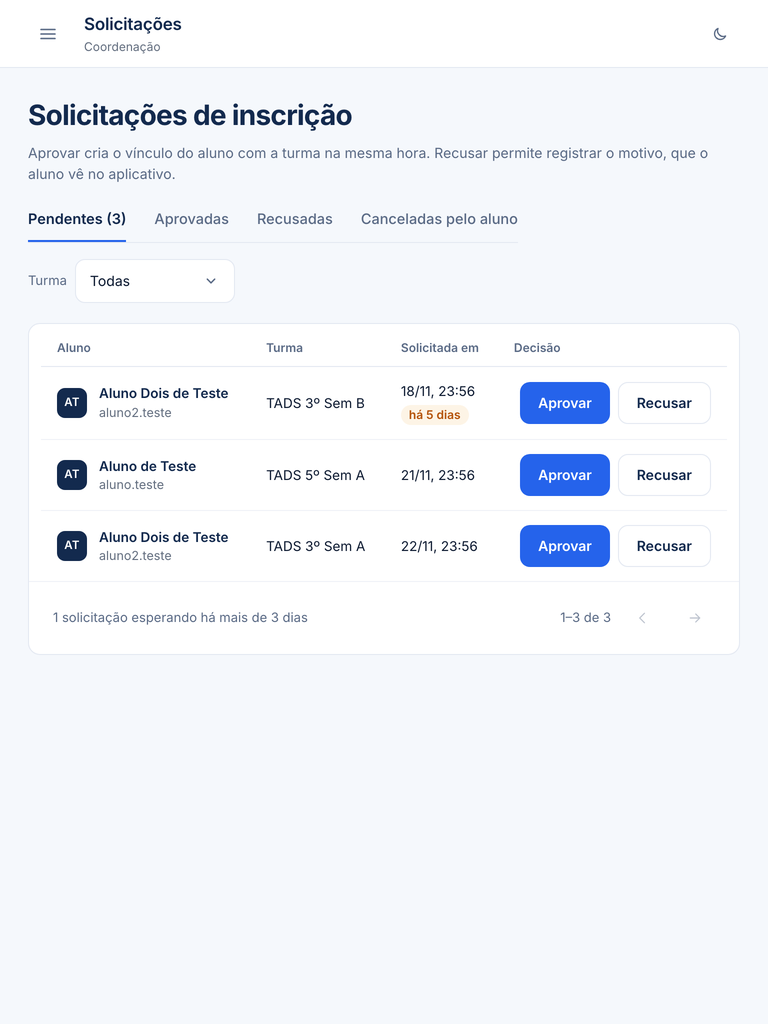 Solicitações
Coordenação
Solicitações de inscrição
Aprovar cria o vínculo do aluno com a turma na mesma hora. Recusar permite registrar o motivo, que o
aluno vê no aplicativo.
Pendentes (3) Aprovadas Recusadas Canceladas pelo aluno
Turma Todas
Aluno Turma Solicitada em Decisão
AT Aluno Dois de Teste aluno2.teste TADS 3º Sem B 18/11, 23:56 há 5 dias Aprovar Recusar
AT Aluno de Teste aluno.teste TADS 5º Sem A 21/11, 23:56 Aprovar Recusar
AT Aluno Dois de Teste aluno2.teste TADS 3º Sem A 22/11, 23:56 Aprovar Recusar
1 solicitação esperando há mais de 3 dias 1–3 de 3